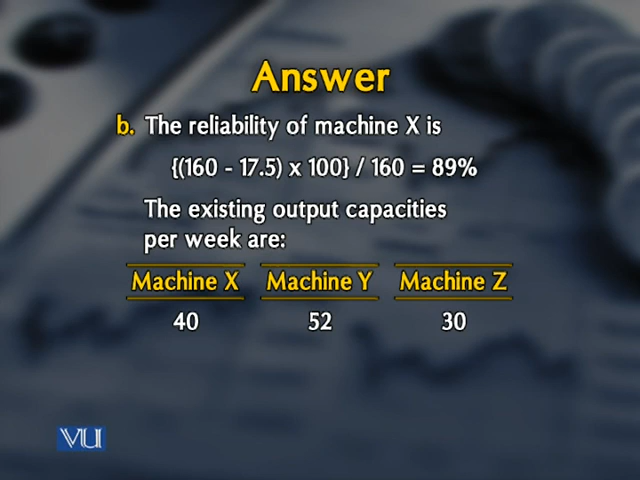 Answer
b. The reliability of machine X is
{(160 - 17.5) x 100} / 160 = 89%
The existing output capacities
per week are:
Machine X Machine Y Machine Z
40 52 30
VU